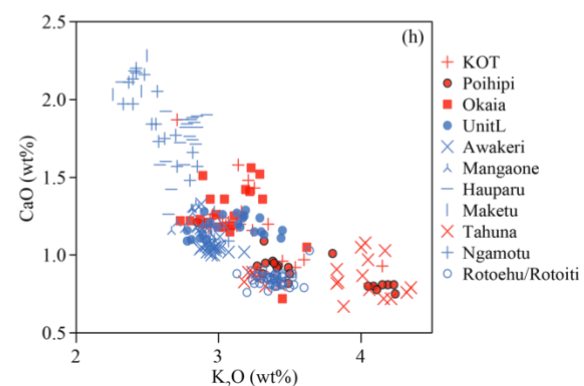 2.5
(h)
2.0
1.5
1.0
0.5
CaO (wt%)
2
3
4
K₂O (wt%)
KOT
Poihipi
Okaia
UnitL
Awakeri
Mangaone
Hauparu
Maketu
Tahuna
Ngamotu
Rotoehu/Rotoiti